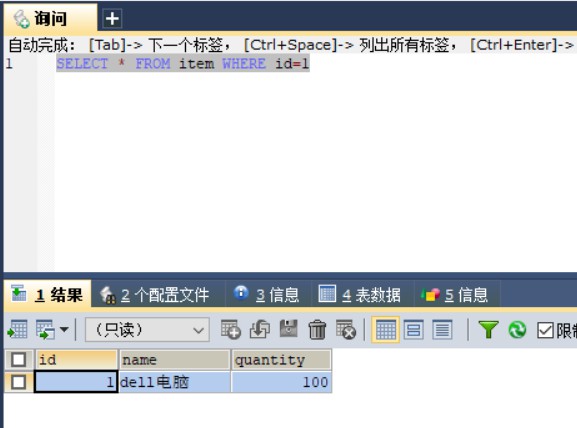 询问
自动完成: [Tab]-> 下一个标签， [Ctrl+Space]-> 列出所有标签， [Ctrl+Enter]->
1 SELECT * FROM item WHERE id=1
1 结果 2 个配置文件 3 信息 4 表数据 5 信息
（只读） 限制
id name quantity
1 dell电脑 100